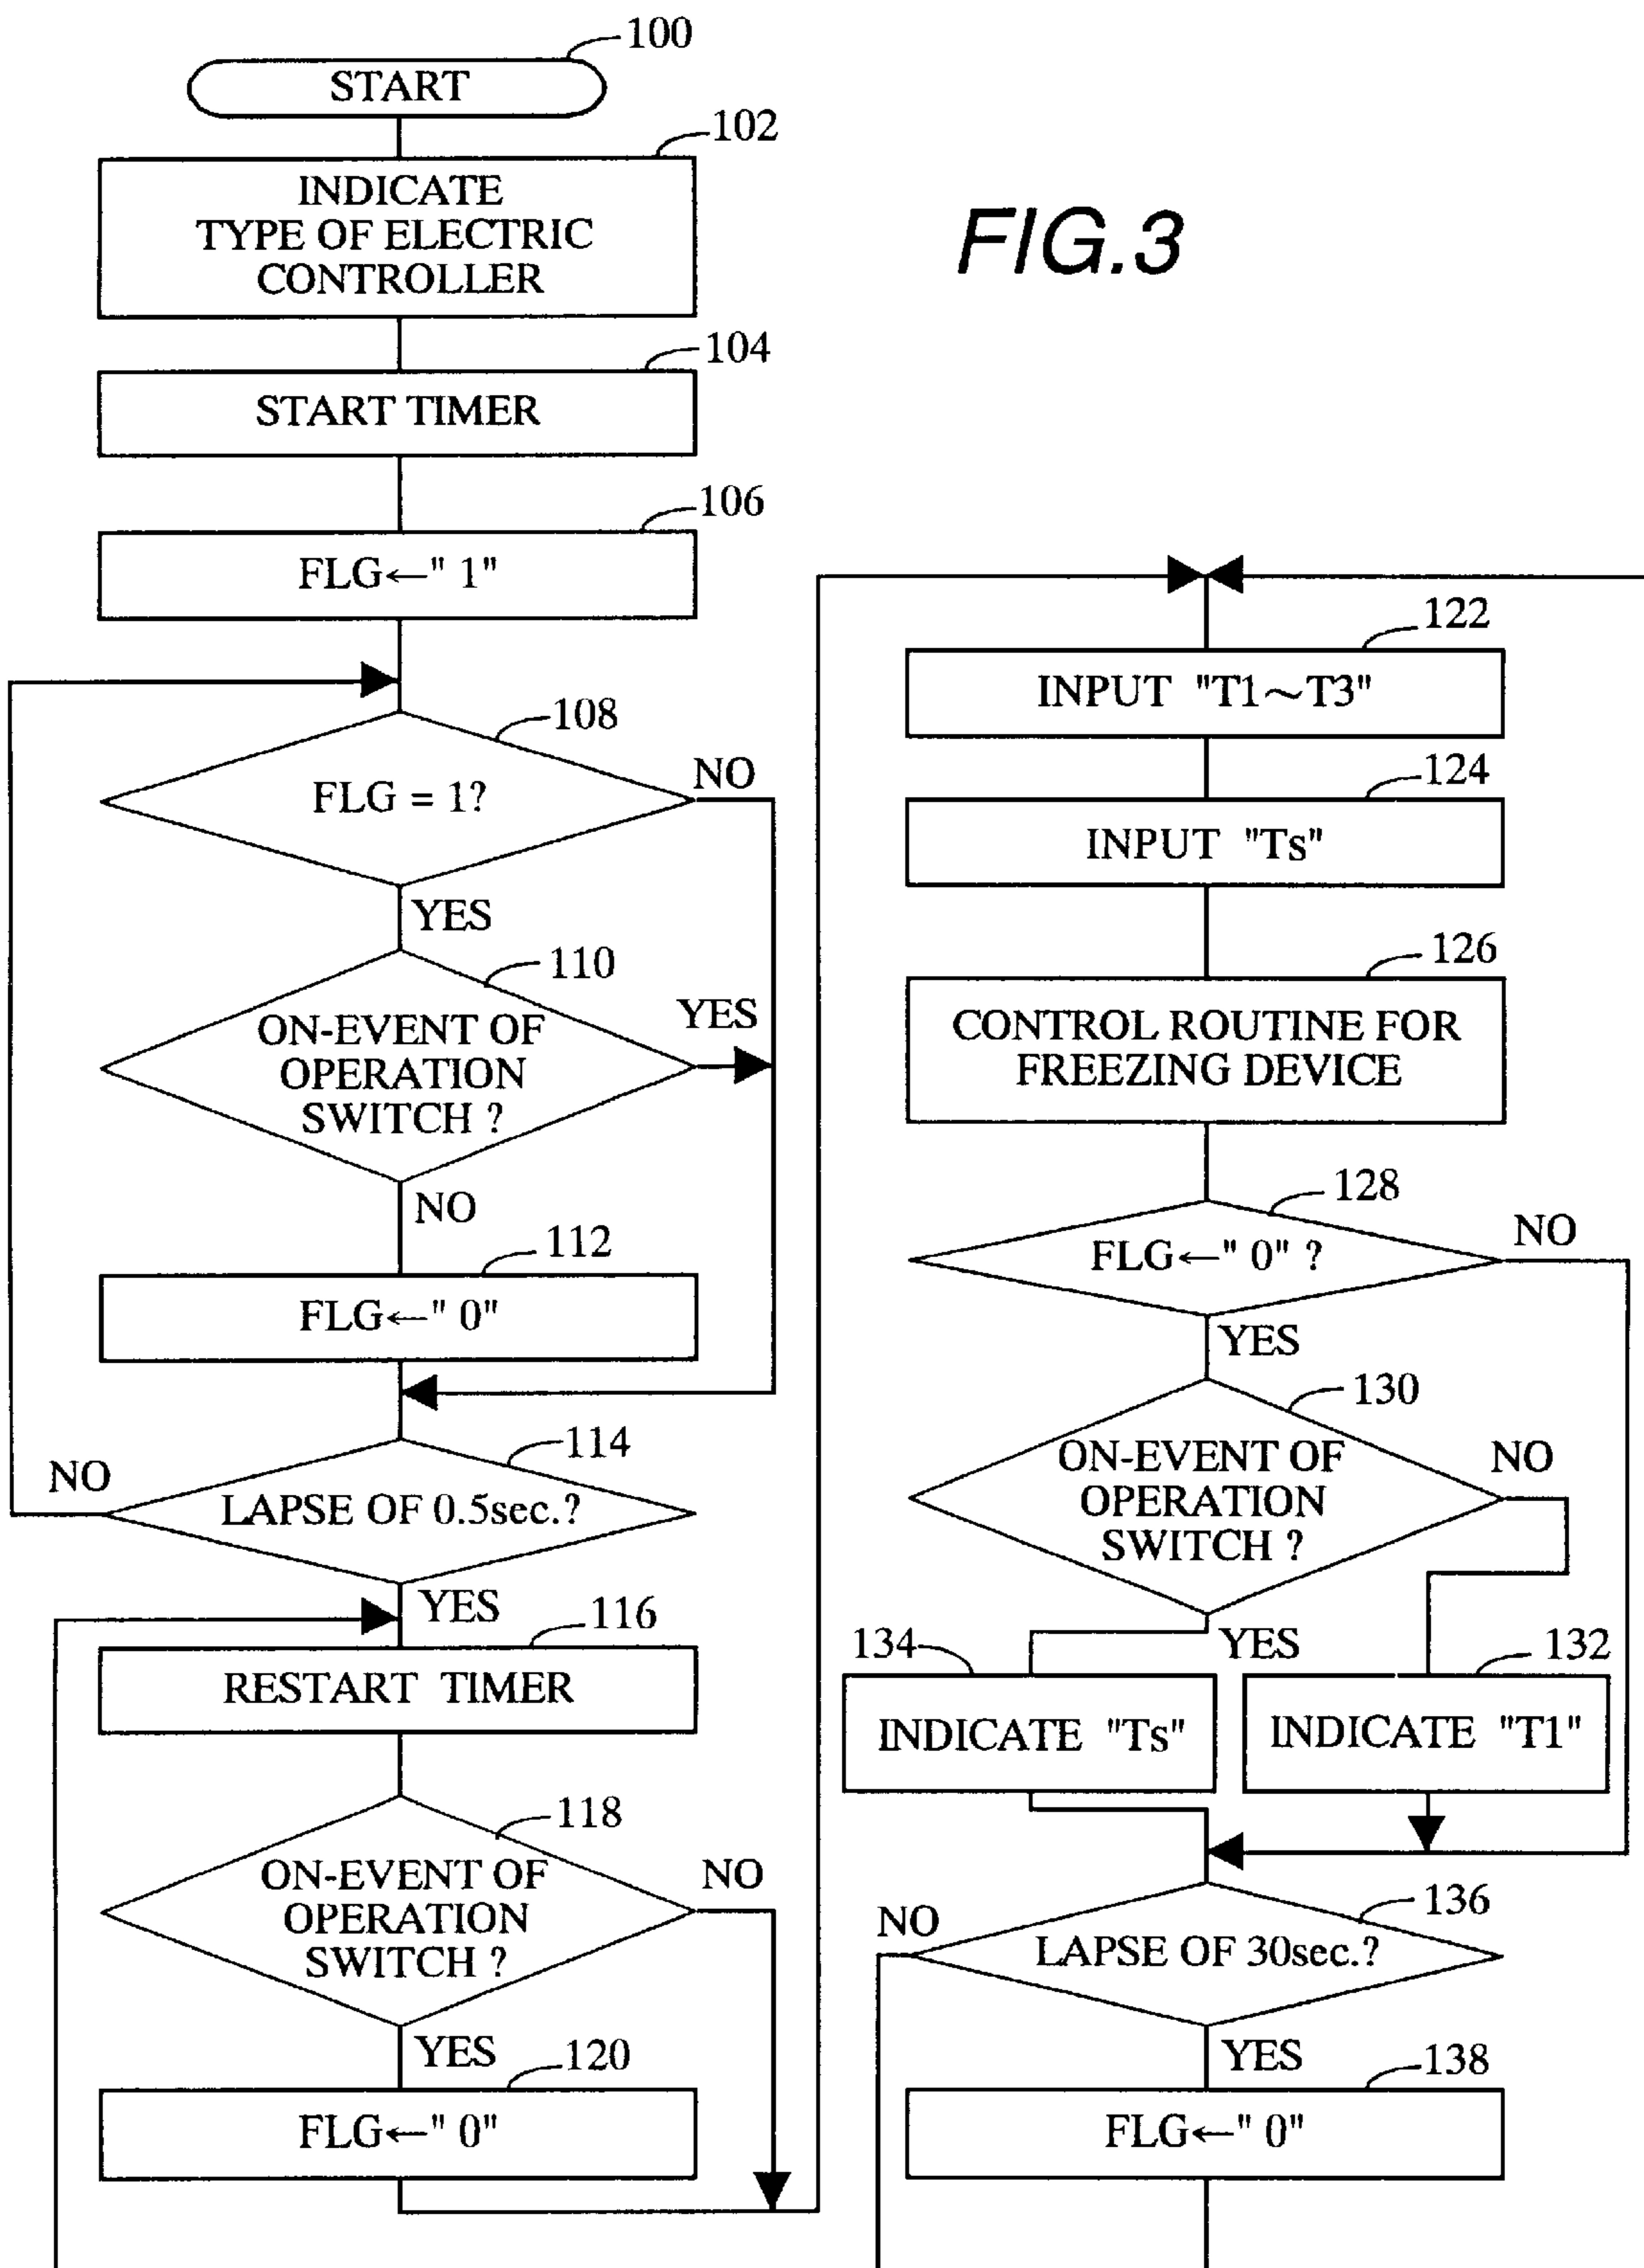 FIG.3
100
START
102
INDICATE
TYPE OF ELECTRIC
CONTROLLER
104
START TIMER
106
FLG←" 1"
108
FLG = 1?
NO
YES
110
ON-EVENT OF
OPERATION
SWITCH ?
YES
NO
112
FLG←" 0"
114
LAPSE OF 0.5sec.?
NO
YES
116
RESTART TIMER
118
ON-EVENT OF
OPERATION
SWITCH ?
NO
YES
120
FLG←" 0"
122
INPUT "T1~T3"
124
INPUT "Ts"
126
CONTROL ROUTINE FOR
FREEZING DEVICE
128
FLG←" 0" ?
NO
YES
130
ON-EVENT OF
OPERATION
SWITCH ?
NO
YES
134
INDICATE "Ts"
132
INDICATE "T1"
136
LAPSE OF 30sec.?
NO
YES
138
FLG←" 0"